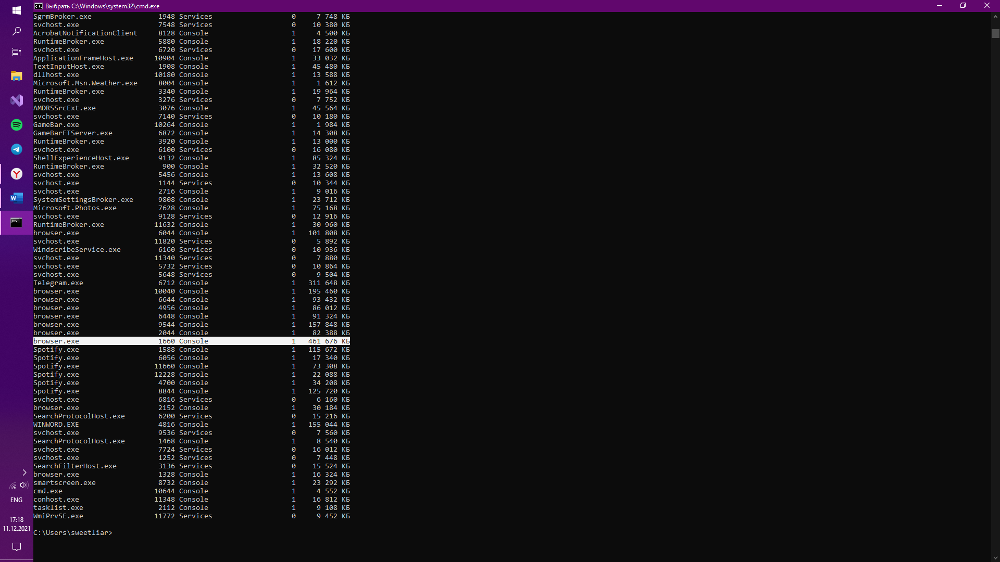 Выбрать C:\Windows\system32\cmd.exe
SgrmBroker.exe 1948 Services 0 7 748 КБ
svchost.exe 7548 Services 0 10 380 КБ
AcrobatNotificationClient 8128 Console 1 4 500 КБ
RuntimeBroker.exe 5880 Console 1 18 220 КБ
svchost.exe 6720 Services 0 17 600 КБ
ApplicationFrameHost.exe 10904 Console 1 33 032 КБ
TextInputHost.exe 1908 Console 1 45 480 КБ
dllhost.exe 10180 Console 1 13 588 КБ
Microsoft.Msn.Weather.exe 8004 Console 1 1 612 КБ
RuntimeBroker.exe 3340 Console 1 19 964 КБ
svchost.exe 3276 Services 0 7 752 КБ
AMDRSSrcExt.exe 3076 Console 1 45 564 КБ
svchost.exe 7140 Services 0 10 180 КБ
GameBar.exe 10264 Console 1 1 984 КБ
GameBarFTServer.exe 6872 Console 1 14 308 КБ
RuntimeBroker.exe 3920 Console 1 13 000 КБ
svchost.exe 6100 Services 0 16 080 КБ
ShellExperienceHost.exe 9132 Console 1 85 324 КБ
RuntimeBroker.exe 900 Console 1 32 520 КБ
svchost.exe 5456 Console 1 13 608 КБ
svchost.exe 1144 Services 0 10 344 КБ
svchost.exe 2716 Console 1 9 016 КБ
SystemSettingsBroker.exe 9808 Console 1 23 712 КБ
Microsoft.Photos.exe 7628 Console 1 75 168 КБ
svchost.exe 9128 Services 0 12 916 КБ
RuntimeBroker.exe 11632 Console 1 30 960 КБ
browser.exe 6044 Console 1 101 808 КБ
svchost.exe 11820 Services 0 5 892 КБ
WindscribeService.exe 6160 Services 0 10 936 КБ
svchost.exe 11340 Services 0 7 880 КБ
svchost.exe 5732 Services 0 10 864 КБ
svchost.exe 5648 Services 0 9 504 КБ
Telegram.exe 6712 Console 1 311 648 КБ
browser.exe 10040 Console 1 195 460 КБ
browser.exe 6644 Console 1 93 432 КБ
browser.exe 4956 Console 1 86 012 КБ
browser.exe 6448 Console 1 91 324 КБ
browser.exe 9544 Console 1 157 848 КБ
browser.exe 2044 Console 1 82 388 КБ
browser.exe 1660 Console 1 461 676 КБ
Spotify.exe 1588 Console 1 115 672 КБ
Spotify.exe 6056 Console 1 17 340 КБ
Spotify.exe 11660 Console 1 73 308 КБ
Spotify.exe 12228 Console 1 22 088 КБ
Spotify.exe 4700 Console 1 34 208 КБ
Spotify.exe 8844 Console 1 125 720 КБ
svchost.exe 6816 Services 0 6 160 КБ
browser.exe 2152 Console 1 30 184 КБ
SearchProtocolHost.exe 6200 Services 0 15 216 КБ
WINWORD.EXE 4816 Console 1 155 044 КБ
svchost.exe 9536 Services 0 7 560 КБ
SearchProtocolHost.exe 1468 Console 1 8 540 КБ
svchost.exe 7724 Services 0 16 012 КБ
svchost.exe 1252 Services 0 7 448 КБ
SearchFilterHost.exe 3136 Services 0 15 524 КБ
browser.exe 1328 Console 1 16 324 КБ
smartscreen.exe 8732 Console 1 23 292 КБ
cmd.exe 10644 Console 1 4 552 КБ
conhost.exe 11348 Console 1 16 812 КБ
tasklist.exe 2112 Console 1 9 108 КБ
WmiPrvSE.exe 11772 Services 0 9 452 КБ
C:\Users\sweetliar>
ENG
17:18
11.12.2021